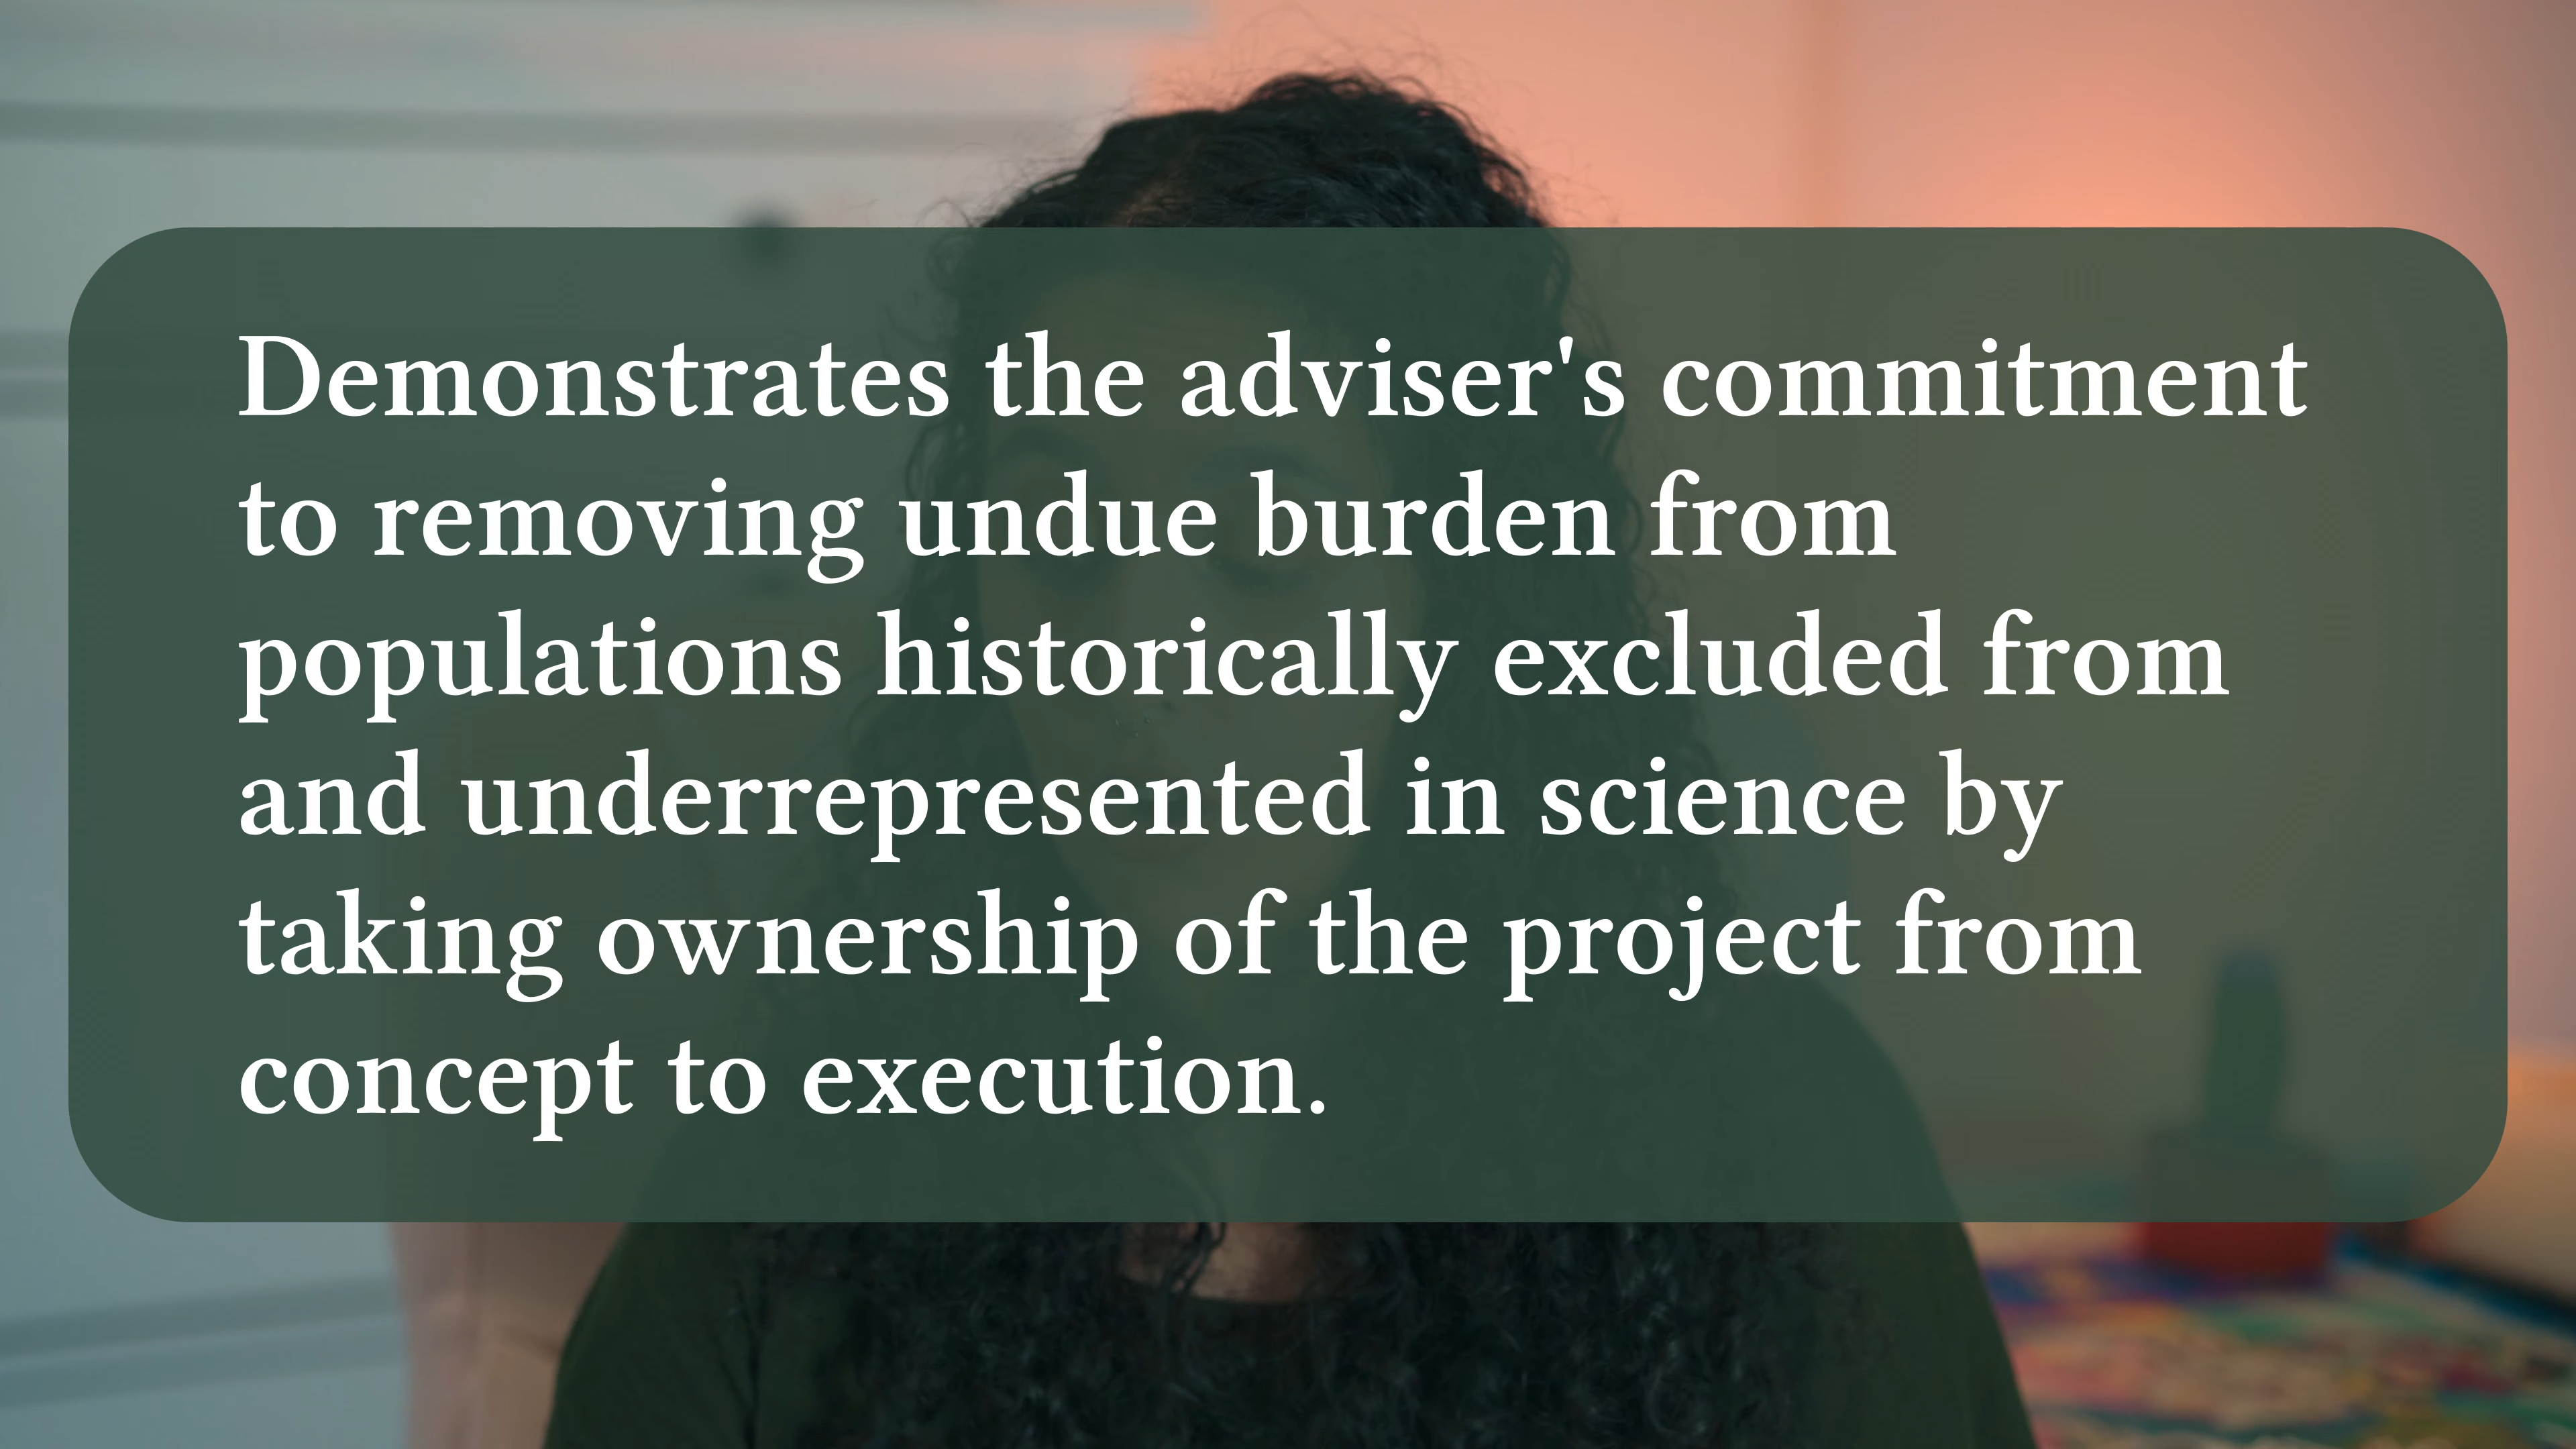 Demonstrates the adviser's commitment
to removing undue burden from
populations historically excluded from
and underrepresented in science by
taking ownership of the project from
concept to execution.